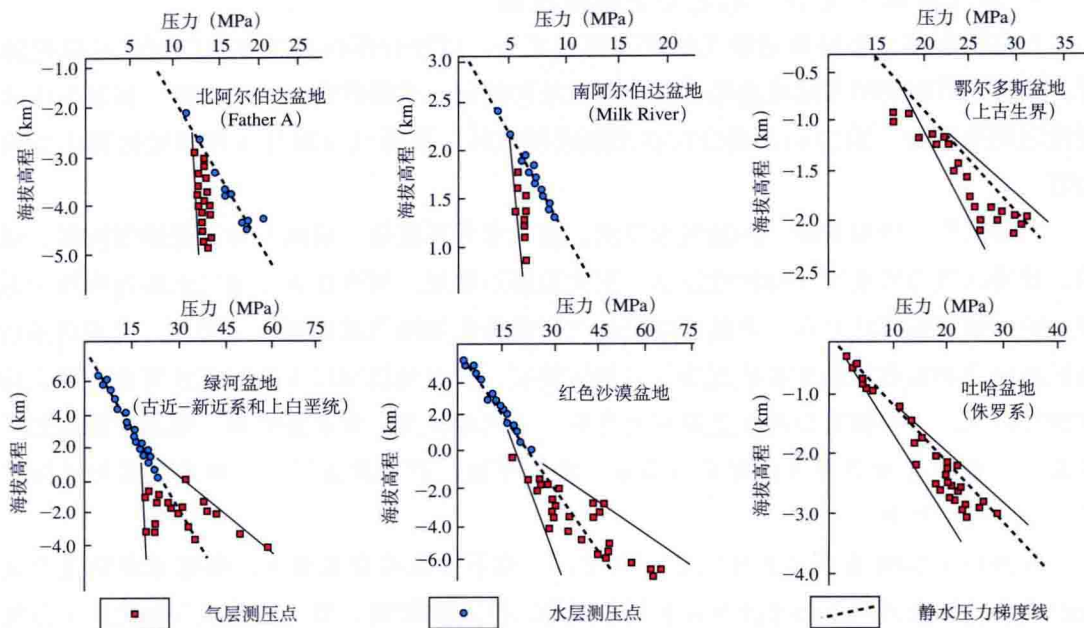 压力（MPa）
5 10 15 20 25
-1.0
-2.0
-3.0
-4.0
-5.0
海拔高程（km）
北阿尔伯达盆地
(Father A)
压力（MPa）
5 10 15 20
3.0
2.5
2.0
1.5
1.0
海拔高程（km）
南阿尔伯达盆地
(Milk River)
压力（MPa）
15 20 25 30 35
-0.5
-1.0
-1.5
-2.0
-2.5
海拔高程（km）
鄂尔多斯盆地
（上古生界）
压力（MPa）
15 30 45 60 75
6.0
4.0
2.0
0.0
-2.0
-4.0
海拔高程（km）
绿河盆地
（古近-新近系和上白垩统）
压力（MPa）
15 30 45 60 75
4.0
2.0
0.0
-2.0
-4.0
-6.0
海拔高程（km）
红色沙漠盆地
压力（MPa）
10 20 30 40
-1.0
-2.0
-3.0
-4.0
海拔高程（km）
吐哈盆地
（侏罗系）
气层测压点
水层测压点
静水压力梯度线